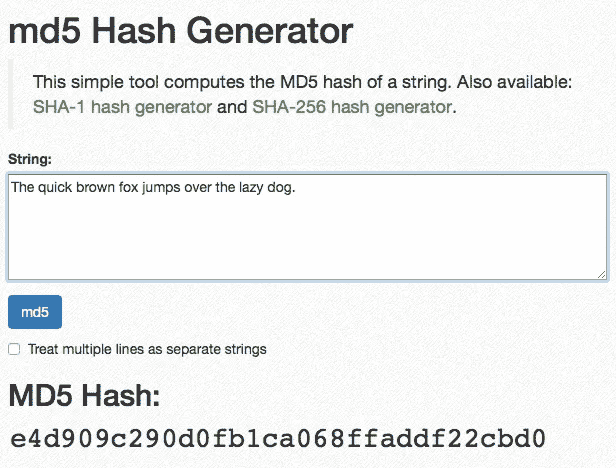 md5 Hash Generator
This simple tool computes the MD5 hash of a string. Also available:
SHA-1 hash generator and SHA-256 hash generator.
String:
The quick brown fox jumps over the lazy dog.
md5
Treat multiple lines as separate strings
MD5 Hash:
e4d909c290d0fb1ca068ffaddf22cbd0